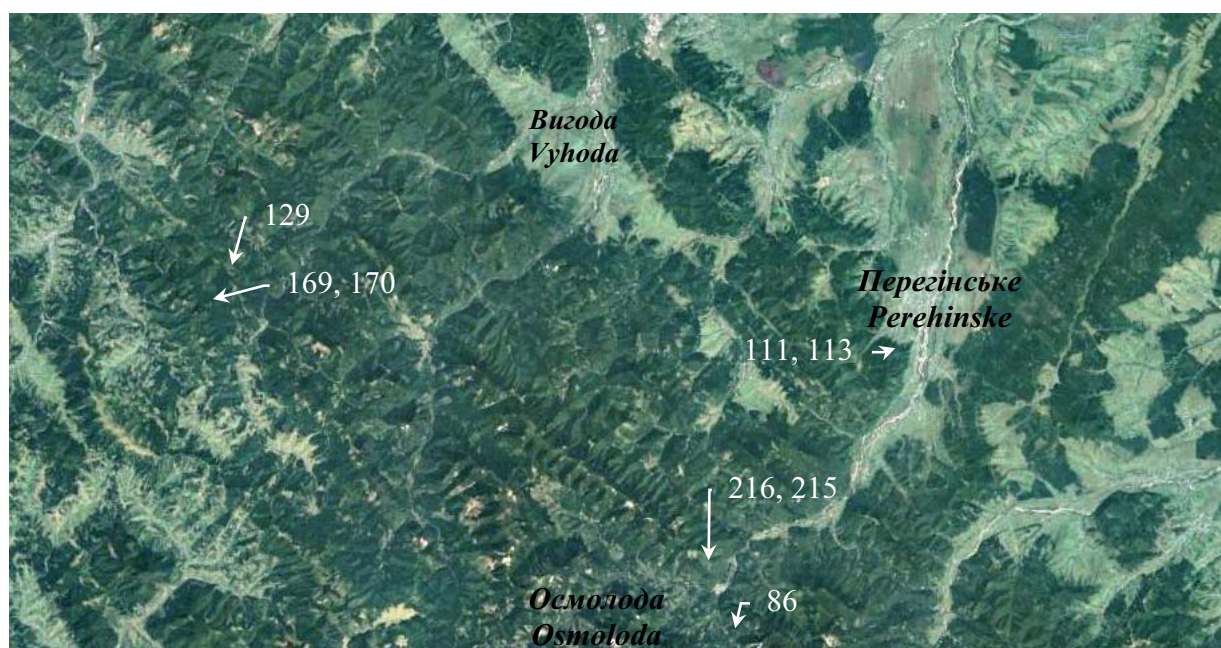 Вигода
Vyhoda
129
169, 170
Перегінське
Perehinske
111, 113
216, 215
Осмолода
Osmoloda
86